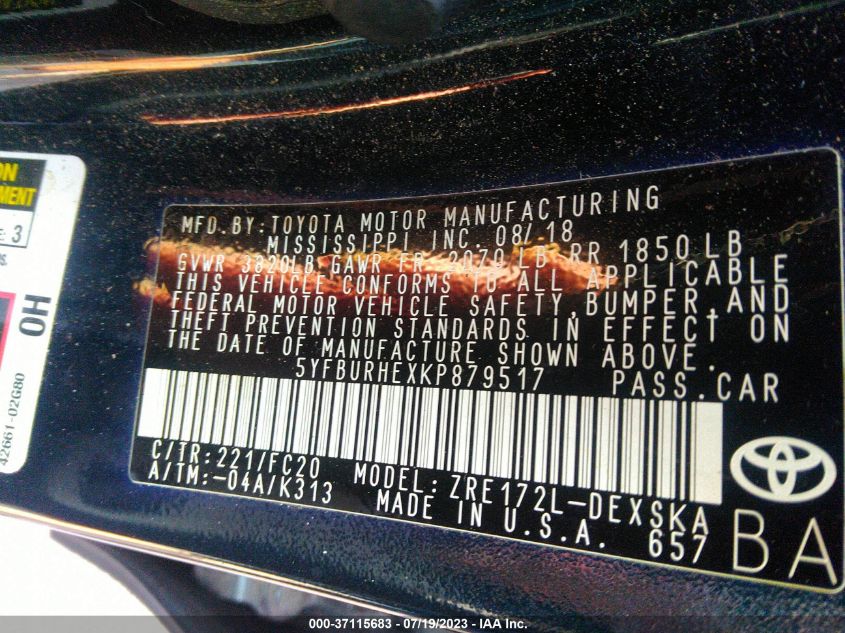 ON
MENT
: 3
OH
42661-02G80
MFD.BY:TOYOTA MOTOR MANUFACTURING
MISSISSIPPI INC. 08/18
GVWR 3820LB GAWR FR 2070 LB RR 1850 LB
THIS VEHICLE CONFORMS TO ALL APPLICABLE
FEDERAL MOTOR VEHICLE SAFETY,BUMPER,AND
THEFT PREVENTION STANDARDS IN EFFECT ON
THE DATE OF MANUFACTURE SHOWN ABOVE.
5YFBURHEXKP879517 PASS.CAR
C/TR:221/FC20
A/TM:-04A/K313
MODEL:ZRE172L-DEXSKA
MADE IN U.S.A. 657
BA
000-37115683 - 07/19/2023 - IAA Inc.